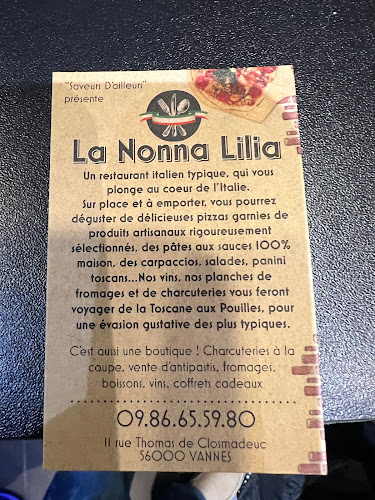 "Saveurs D'ailleurs"
présente
La Nonna Lilia
Un restaurant italien typique, qui vous
plonge au coeur de l'Italie.
Sur place et à emporter, vous pourrez
déguster de délicieuses pizzas garnies de
produits artisanaux rigoureusement
sélectionnés, des pâtes aux sauces 100%
maison, des carpaccios, salades, panini
toscans...Nos vins, nos planches de
fromages et de charcuteries vous feront
voyager de la Toscane aux Pouilles, pour
une évasion gustative des plus typiques.
C'est aussi une boutique ! Charcuteries à la
coupe, vente d'antipastis, fromages,
boissons, vins, coffrets cadeaux
09.86.65.59.80
11 rue Thomas de Closmadeuc
56000 VANNES